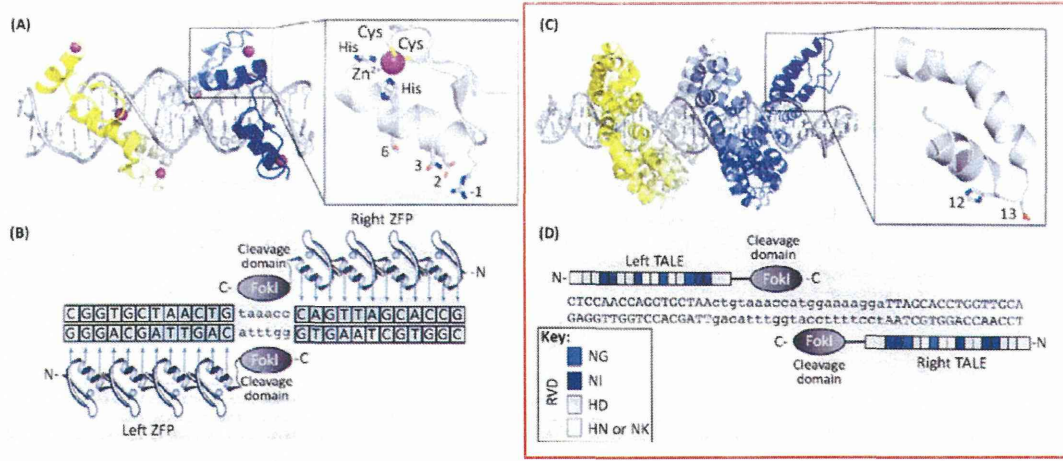 (A)
Cys
His
Cys
Zn²⁺
His
6
3
2
-1
(B)
Right ZFP
Cleavage
domain
-N
C-
FokI
CGGTGCTAACTG taaacc CAGTTAGCACCG
GGGACGATTGAC atttgg GTGAATCGTGGC
FokI
-C
N-
Cleavage
domain
Left ZFP
(C)
12
13
(D)
Cleavage
domain
Left TALE
N-
FokI
-C
CTCCAACCAGGTGCTAActgtaaaccatggaaaaggaTTAGCACCTGGTTGCA
GAGGTTGGTCCACGATTgacatttggtaccttttcctAATCGTGGACCAACCT
C-
FokI
-N
Cleavage
domain
Right TALE
Key:
RVD
NG
NI
HD
HN or NK